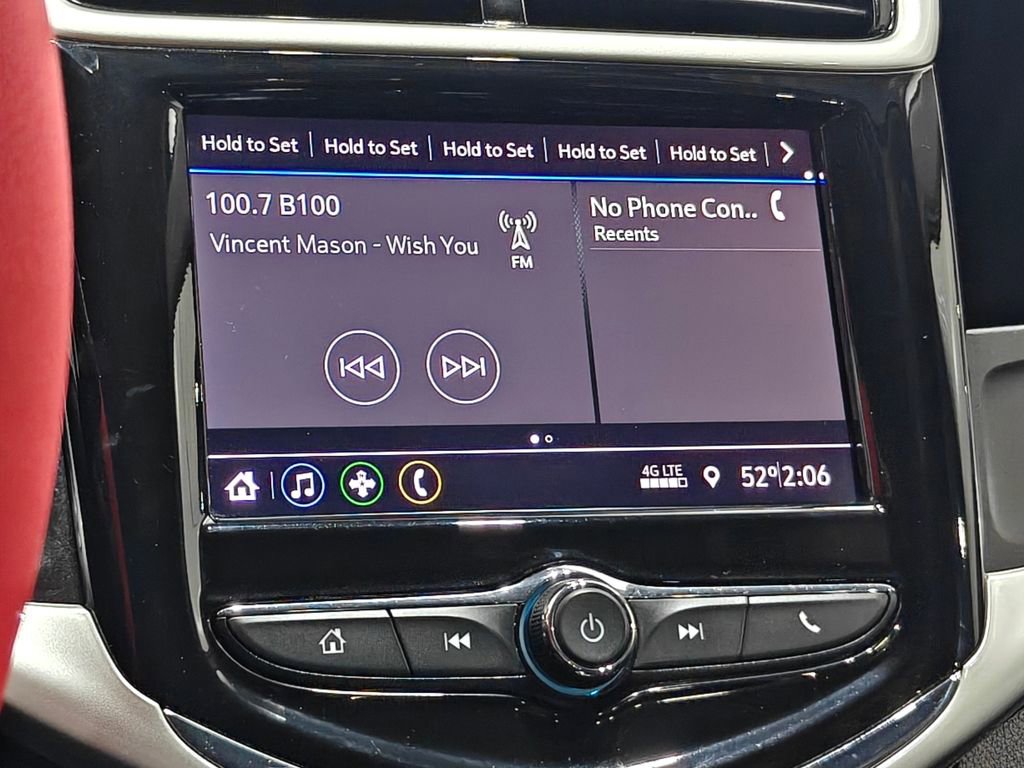 Hold to Set Hold to Set Hold to Set Hold to Set Hold to Set
100.7 B100
Vincent Mason - Wish You
FM
No Phone Con..
Recents
4G LTE 52° 2:06